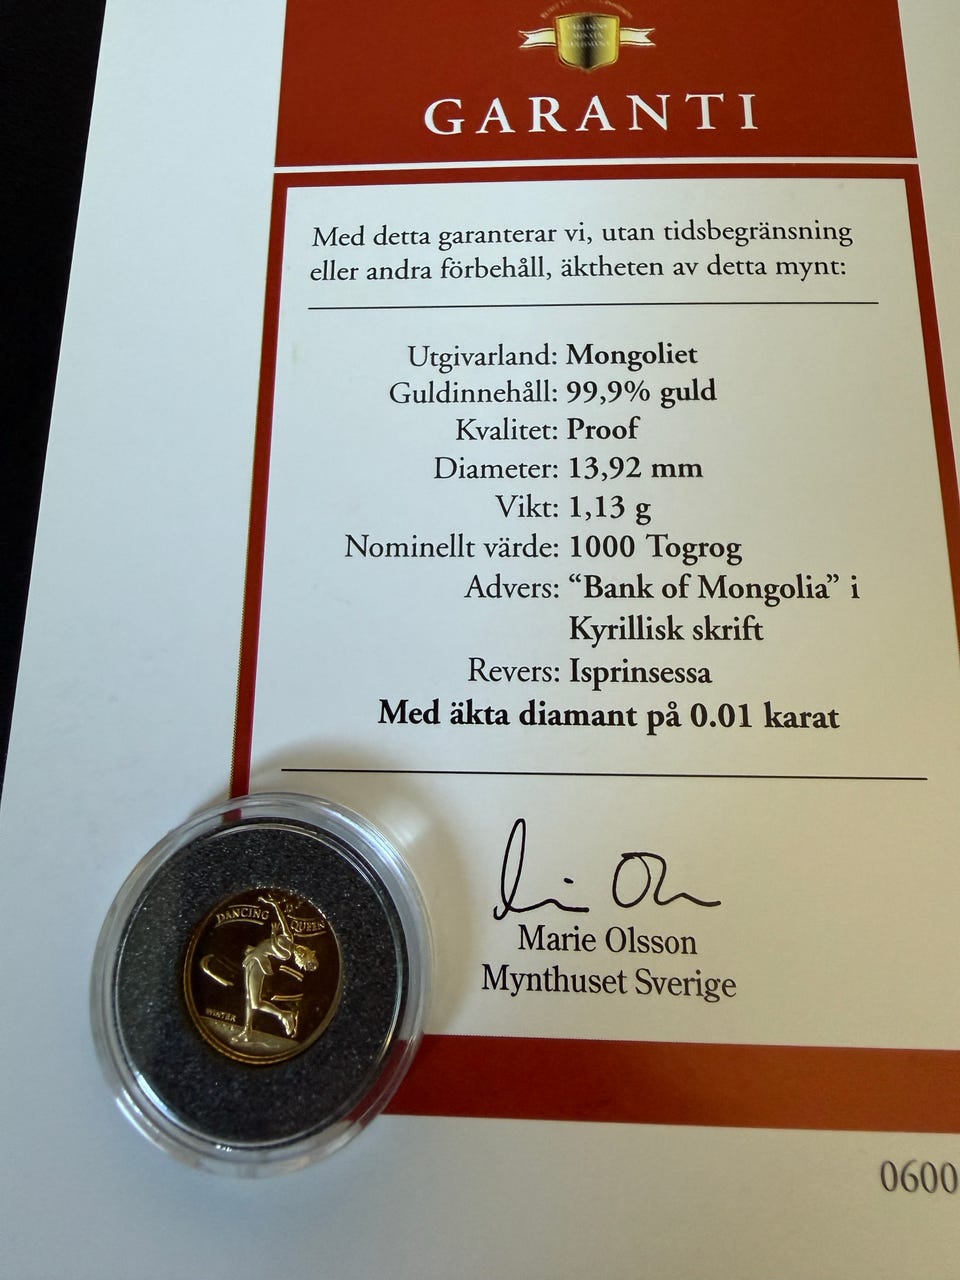 GARANTI
Med detta garanterar vi, utan tidsbegränsning
eller andra förbehåll, äktheten av detta mynt:
Utgivarland: Mongoliet
Guldinnehåll: 99,9% guld
Kvalitet: Proof
Diameter: 13,92 mm
Vikt: 1,13 g
Nominellt värde: 1000 Togrog
Advers: “Bank of Mongolia” i
Kyrillisk skrift
Revers: Isprinsessa
Med äkta diamant på 0.01 karat
Marie Olsson
Mynthuset Sverige
DANCING QUEEN
WINTER
0600